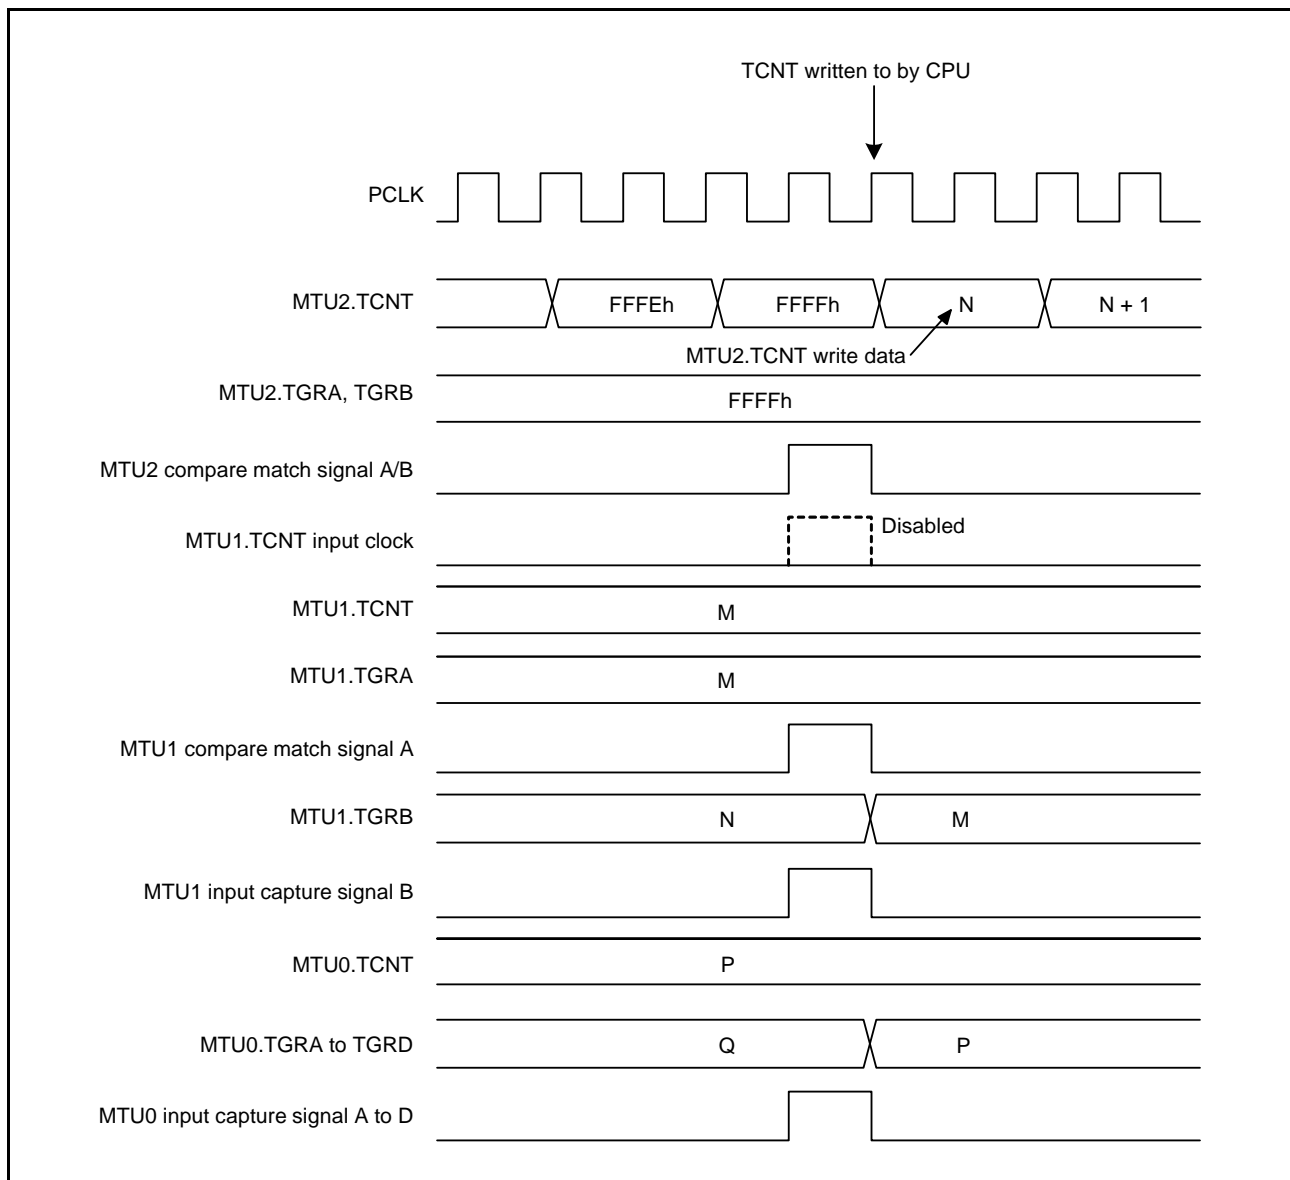 TCNT written to by CPU
PCLK
MTU2.TCNT FFFEh FFFFh N N + 1
MTU2.TCNT write data
MTU2.TGRA, TGRB FFFFh
MTU2 compare match signal A/B
MTU1.TCNT input clock Disabled
MTU1.TCNT M
MTU1.TGRA M
MTU1 compare match signal A
MTU1.TGRB N M
MTU1 input capture signal B
MTU0.TCNT P
MTU0.TGRA to TGRD Q P
MTU0 input capture signal A to D